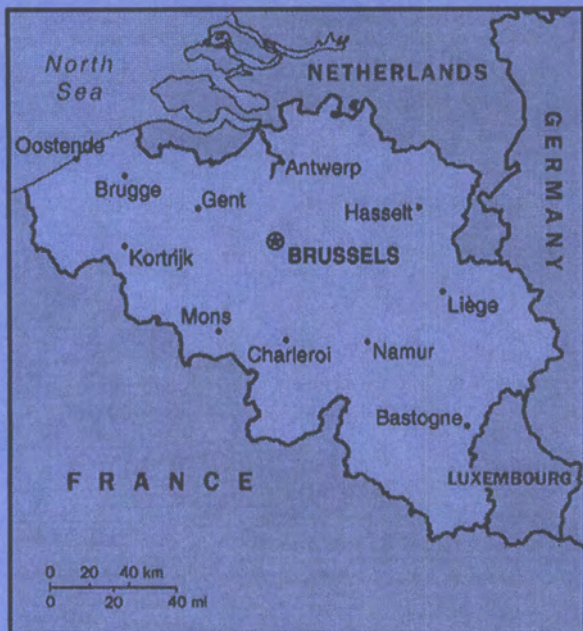 North
Sea
NETHERLANDS
GERMANY
Oostende
Antwerp
Brugge
Gent
Hasselt
BRUSSELS
Kortrijk
Liège
Mons
Charleroi
Namur
Bastogne
LUXEMBOURG
FRANCE
0 20 40 km
0 20 40 mi